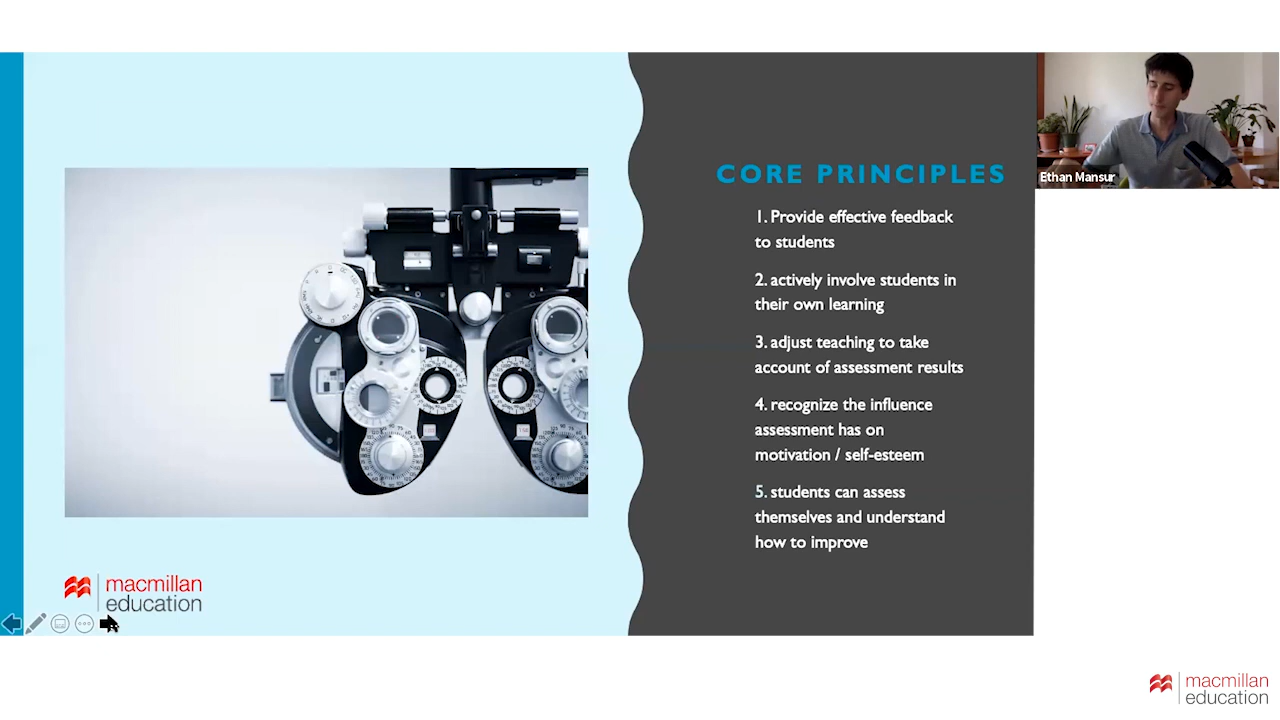 CORE PRINCIPLES
1. Provide effective feedback
to students
2. actively involve students in
their own learning
3. adjust teaching to take
account of assessment results
4. recognize the influence
assessment has on
motivation / self-esteem
5. students can assess
themselves and understand
how to improve
Ethan Mansur
macmillan
education
macmillan
education